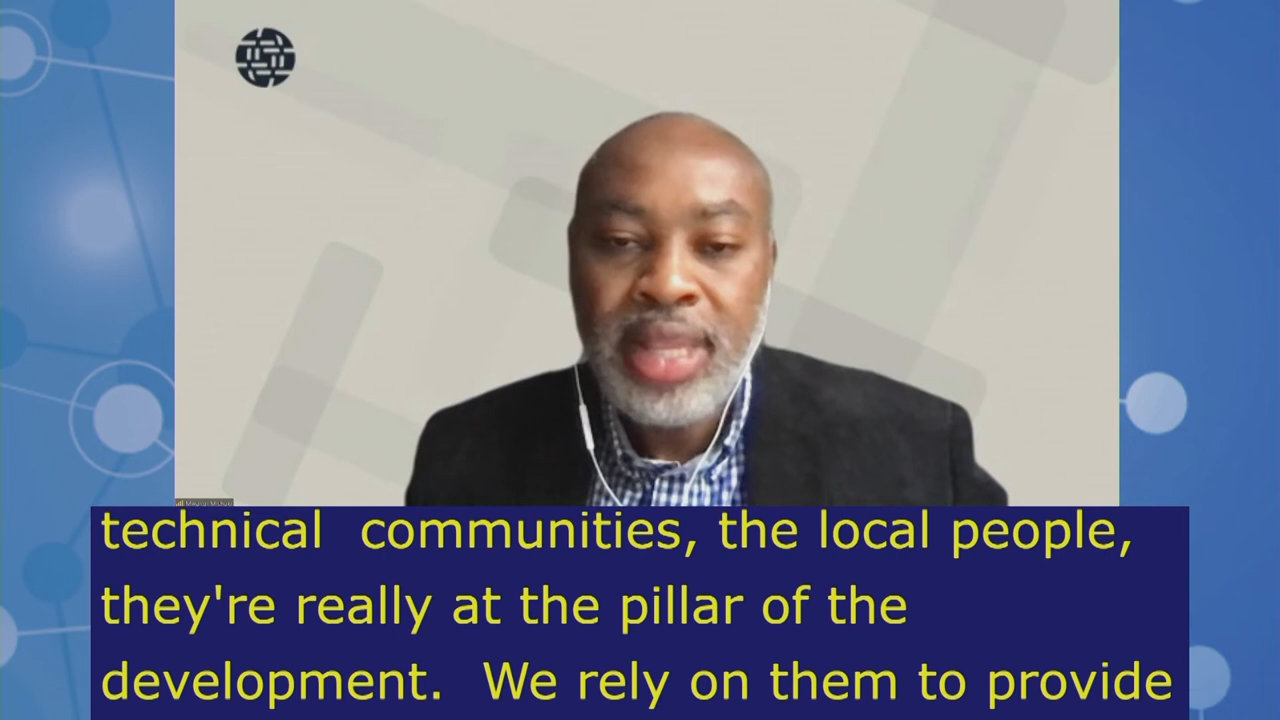 technical  communities, the local people,
they're really at the pillar of the
development.  We rely on them to provide